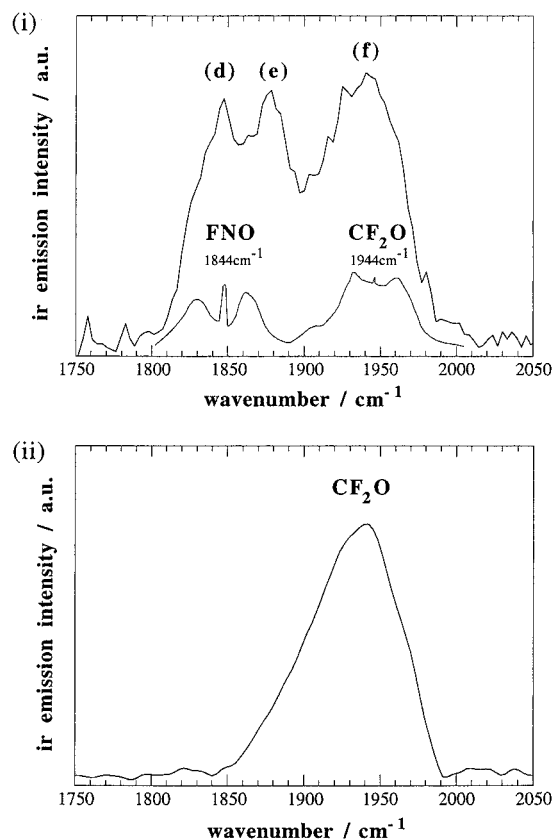 (i)
(d) (e) (f)
FNO CF₂O
1844cm⁻¹ 1944cm⁻¹
ir emission intensity / a.u.
1750 1800 1850 1900 1950 2000 2050
wavenumber / cm⁻¹
(ii)
CF₂O
ir emission intensity / a.u.
1750 1800 1850 1900 1950 2000 2050
wavenumber / cm⁻¹